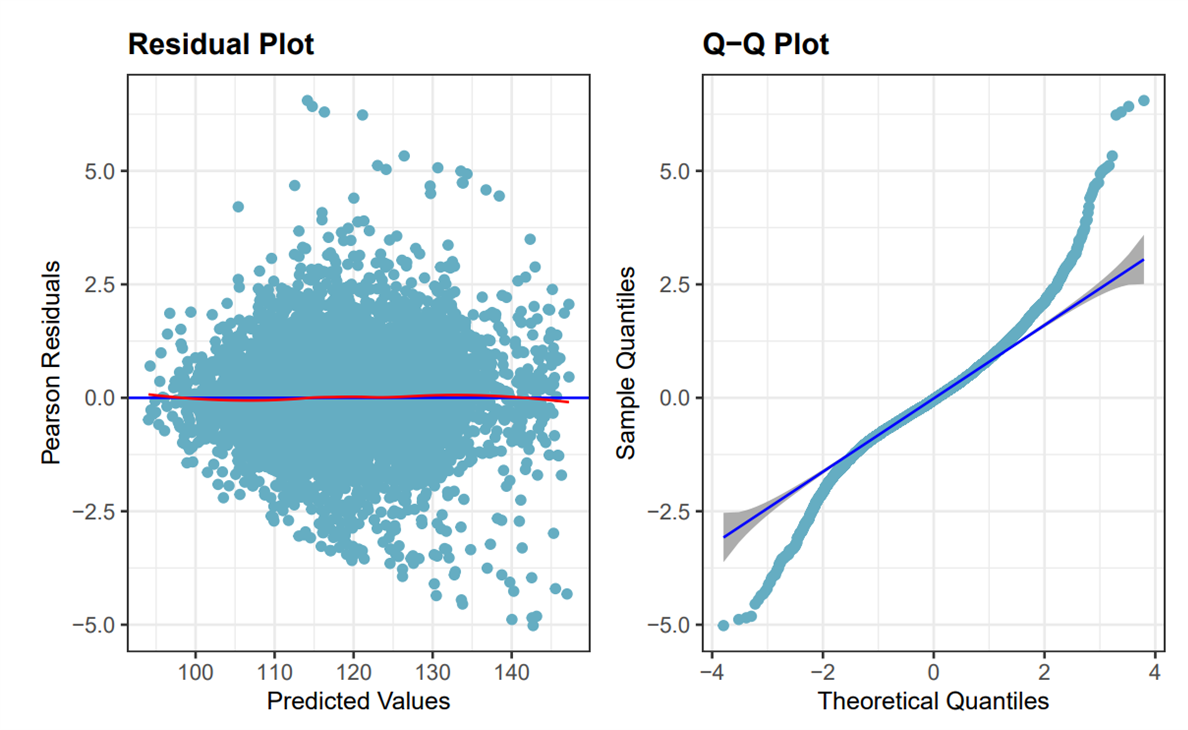 Residual Plot
Pearson Residuals
5.0
2.5
0.0
−2.5
−5.0
100 110 120 130 140
Predicted Values
Q−Q Plot
Sample Quantiles
5.0
2.5
0.0
−2.5
−5.0
−4 −2 0 2 4
Theoretical Quantiles